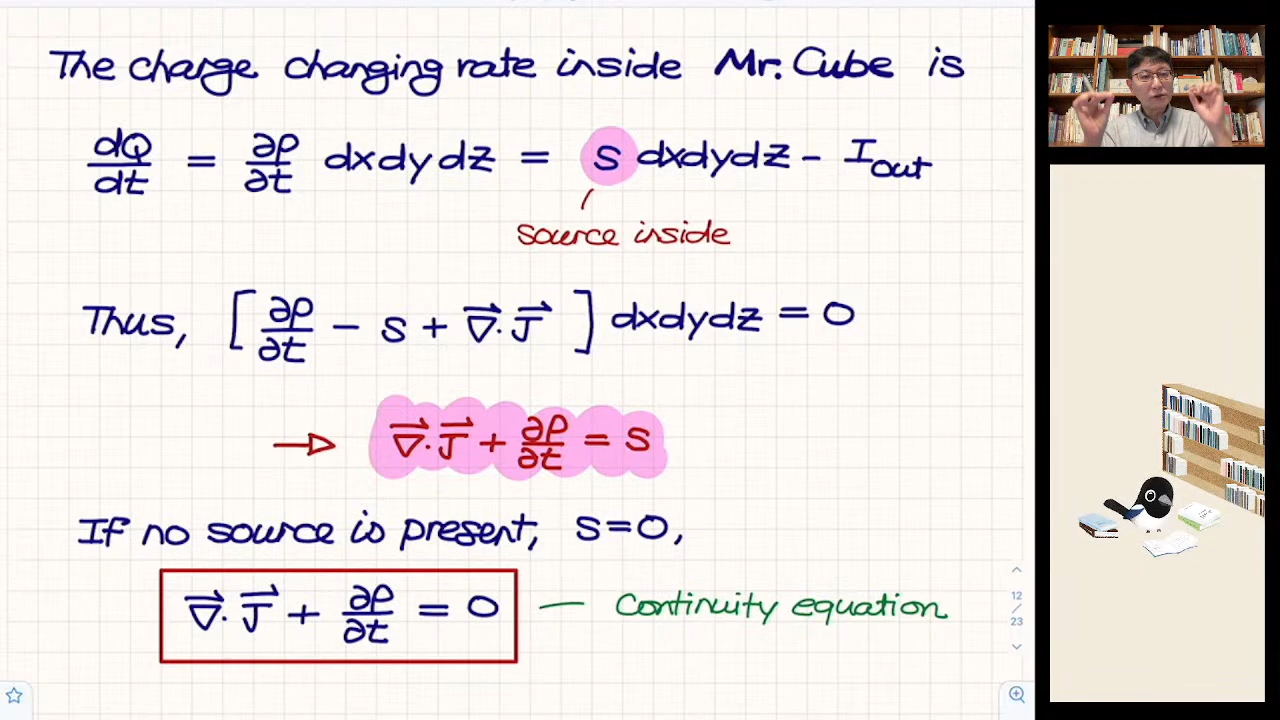 The charge changing rate inside Mr. Cube is
dQ/dt = ∂ρ/∂t dxdydz = s dxdydz - I_out
source inside
Thus, [∂ρ/∂t - s + ∇⃗·J⃗] dxdydz = 0
→ ∇⃗·J⃗ + ∂ρ/∂t = s
If no source is present, s=0,
∇⃗·J⃗ + ∂ρ/∂t = 0 — Continuity equation
12
/
23